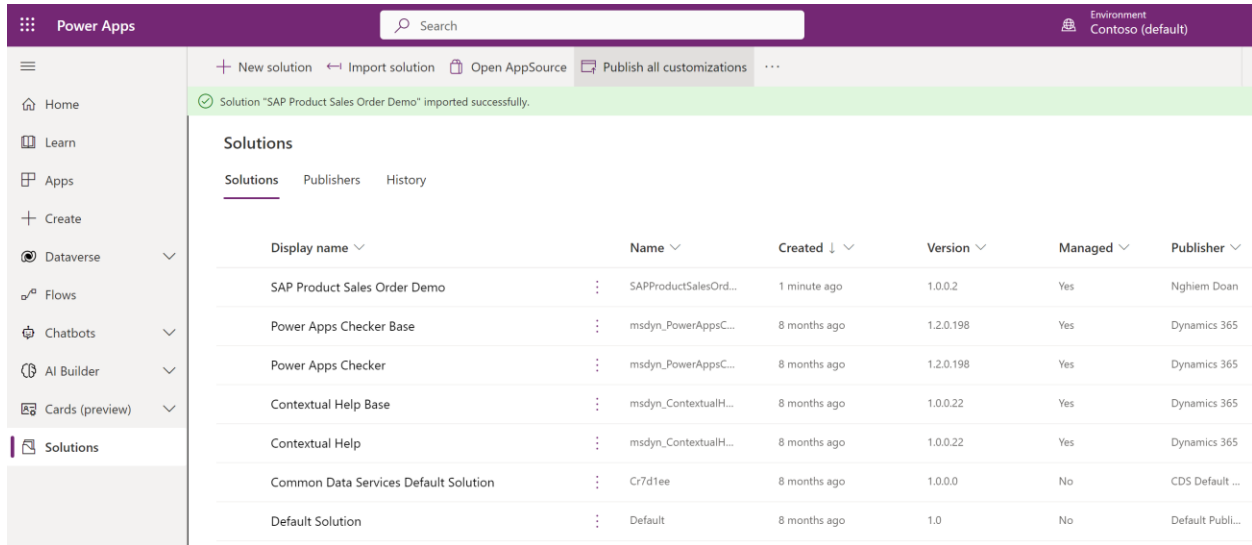 Power Apps
Search
Environment
Contoso (default)
New solution Import solution Open AppSource Publish all customizations ...
Home
Learn
Apps
Create
Dataverse
Flows
Chatbots
AI Builder
Cards (preview)
Solutions
Solution "SAP Product Sales Order Demo" imported successfully.
Solutions
Solutions Publishers History
Display name Name Created ↓ Version Managed Publisher
SAP Product Sales Order Demo SAPProductSalesOrd... 1 minute ago 1.0.0.2 Yes Nghiem Doan
Power Apps Checker Base msdyn_PowerAppsC... 8 months ago 1.2.0.198 Yes Dynamics 365
Power Apps Checker msdyn_PowerAppsC... 8 months ago 1.2.0.198 Yes Dynamics 365
Contextual Help Base msdyn_ContextualH... 8 months ago 1.0.0.22 Yes Dynamics 365
Contextual Help msdyn_ContextualH... 8 months ago 1.0.0.22 Yes Dynamics 365
Common Data Services Default Solution Cr7d1ee 8 months ago 1.0.0.0 No CDS Default ...
Default Solution Default 8 months ago 1.0 No Default Publi...